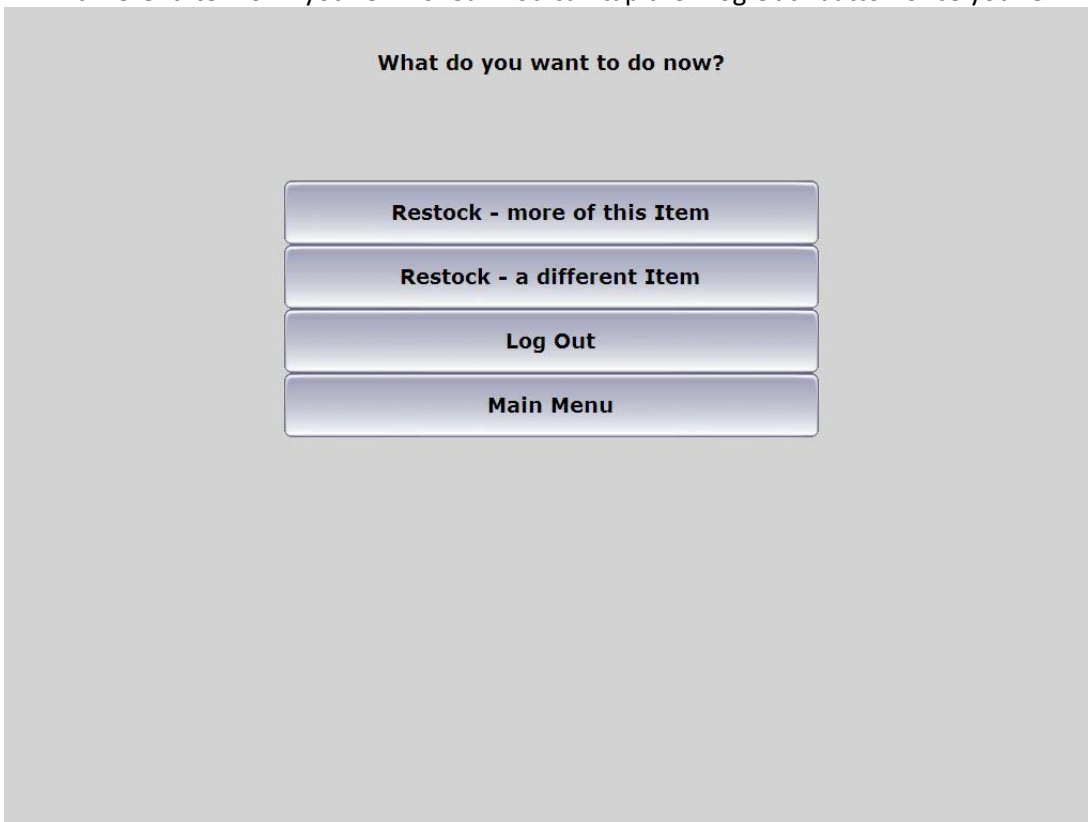 What do you want to do now?
Restock - more of this Item
Restock - a different Item
Log Out
Main Menu